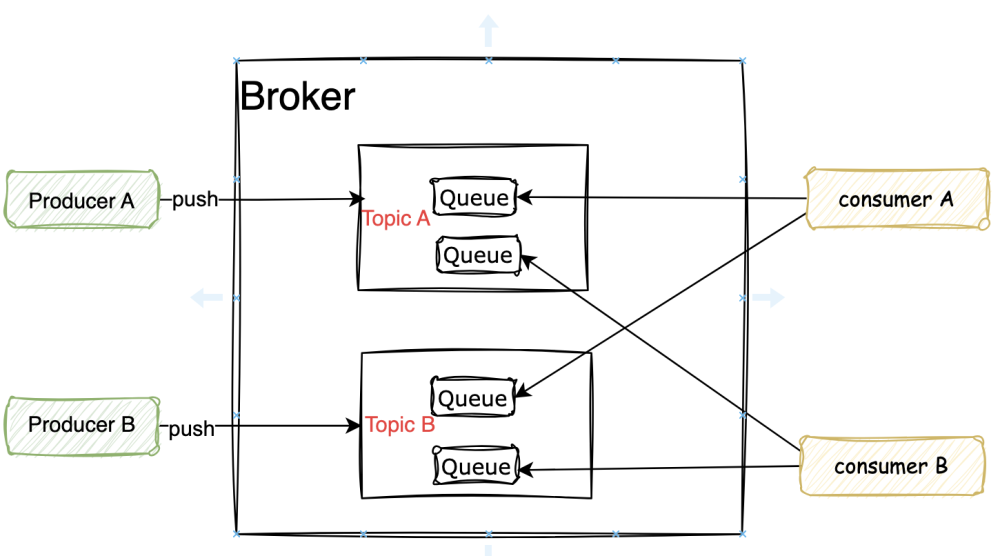 Broker
Producer A
push
Topic A
Queue
Queue
consumer A
Producer B
push
Topic B
Queue
Queue
consumer B